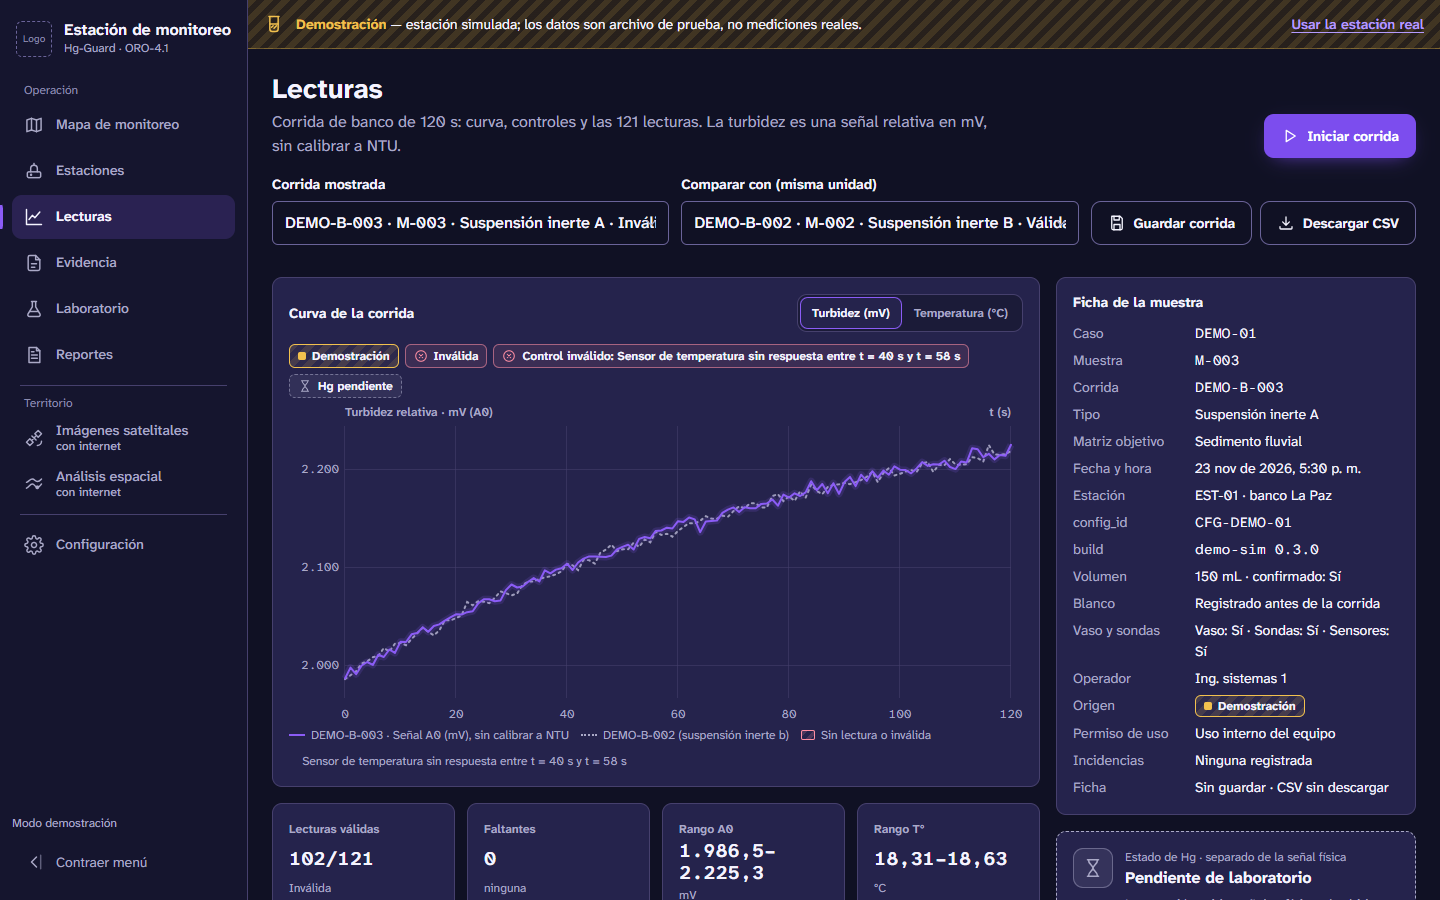 Logo
Estación de monitoreo
Hg-Guard · ORO-4.1
Operación
Mapa de monitoreo
Estaciones
Lecturas
Evidencia
Laboratorio
Reportes
Territorio
Imágenes satelitales
con internet
Análisis espacial
con internet
Configuración
Modo demostración
Contraer menú
Demostración — estación simulada; los datos son archivo de prueba, no mediciones reales.
Usar la estación real
Lecturas
Corrida de banco de 120 s: curva, controles y las 121 lecturas. La turbidez es una señal relativa en mV,
sin calibrar a NTU.
Iniciar corrida
Corrida mostrada
DEMO-B-003 · M-003 · Suspensión inerte A · Inváli
Comparar con (misma unidad)
DEMO-B-002 · M-002 · Suspensión inerte B · Válida
Guardar corrida
Descargar CSV
Curva de la corrida
Turbidez (mV)
Temperatura (°C)
Demostración
Inválida
Control inválido: Sensor de temperatura sin respuesta entre t = 40 s y t = 58 s
Hg pendiente
Turbidez relativa · mV (A0)
t (s)
2.200
2.100
2.000
0 20 40 60 80 100 120
DEMO-B-003 · Señal A0 (mV), sin calibrar a NTU
DEMO-B-002 (suspensión inerte b)
Sin lectura o inválida
Sensor de temperatura sin respuesta entre t = 40 s y t = 58 s
Lecturas válidas
102/121
Inválida
Faltantes
0
ninguna
Rango A0
1.986,5–
2.225,3
mV
Rango T°
18,31–18,63
°C
Ficha de la muestra
Caso DEMO-01
Muestra M-003
Corrida DEMO-B-003
Tipo Suspensión inerte A
Matriz objetivo Sedimento fluvial
Fecha y hora 23 nov de 2026, 5:30 p. m.
Estación EST-01 · banco La Paz
config_id CFG-DEMO-01
build demo-sim 0.3.0
Volumen 150 mL · confirmado: Sí
Blanco Registrado antes de la corrida
Vaso y sondas Vaso: Sí · Sondas: Sí · Sensores:
Sí
Operador Ing. sistemas 1
Origen Demostración
Permiso de uso Uso interno del equipo
Incidencias Ninguna registrada
Ficha Sin guardar · CSV sin descargar
Estado de Hg · separado de la señal física
Pendiente de laboratorio